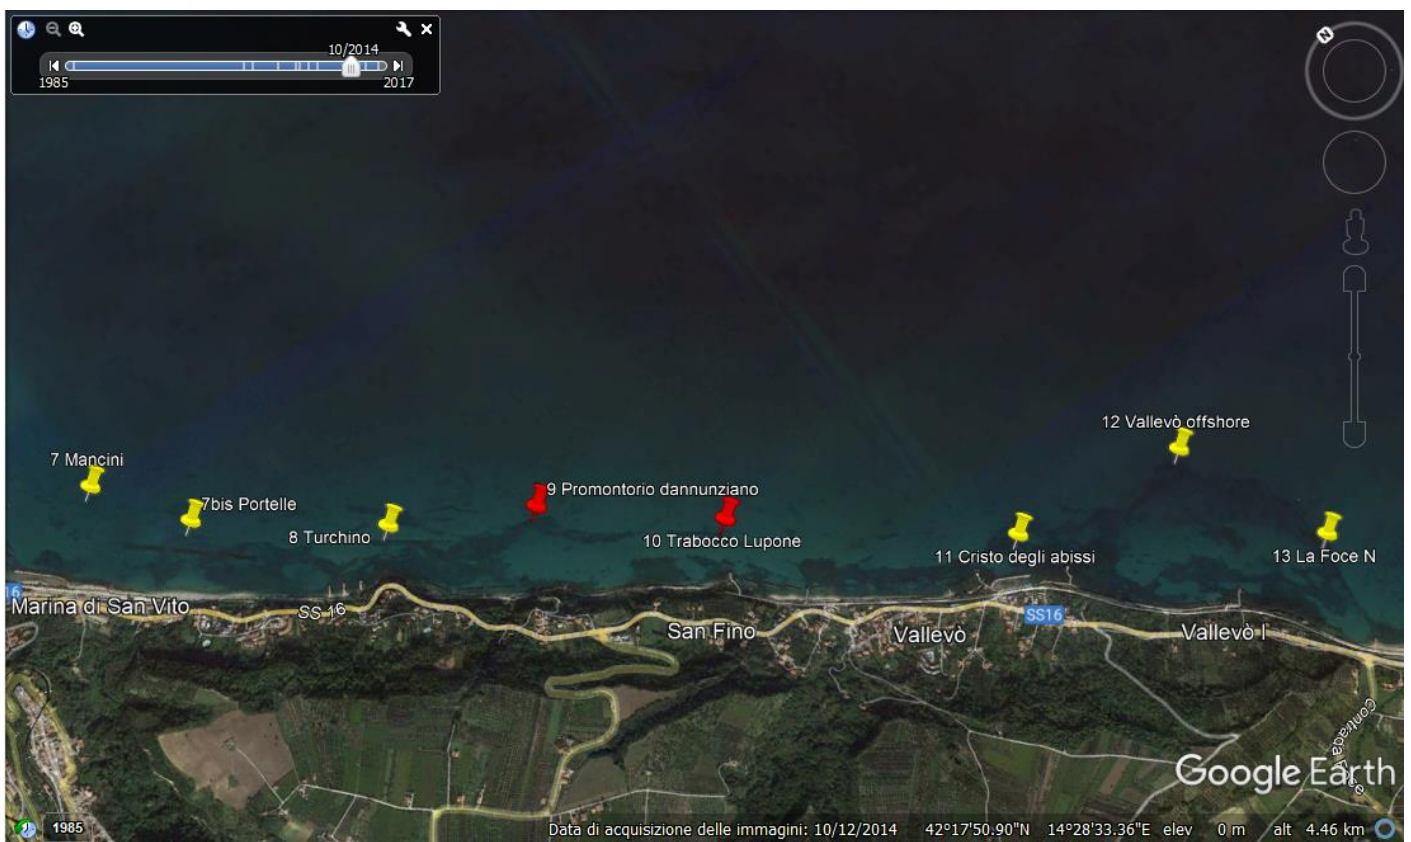 10/2014
1985
2017
N
12 Vallevò offshore
7 Mancini
9 Promontorio dannunziano
7bis Portelle
8 Turchino
10 Trabocco Lupone
11 Cristo degli abissi
13 La Foce N
16
Marina di San Vito
SS 16
San Fino
Vallevò
SS16
Vallevò I
Contrada Foce
Google Earth
1985
Data di acquisizione delle immagini: 10/12/2014 42°17'50.90"N 14°28'33.36"E elev 0 m alt 4.46 km